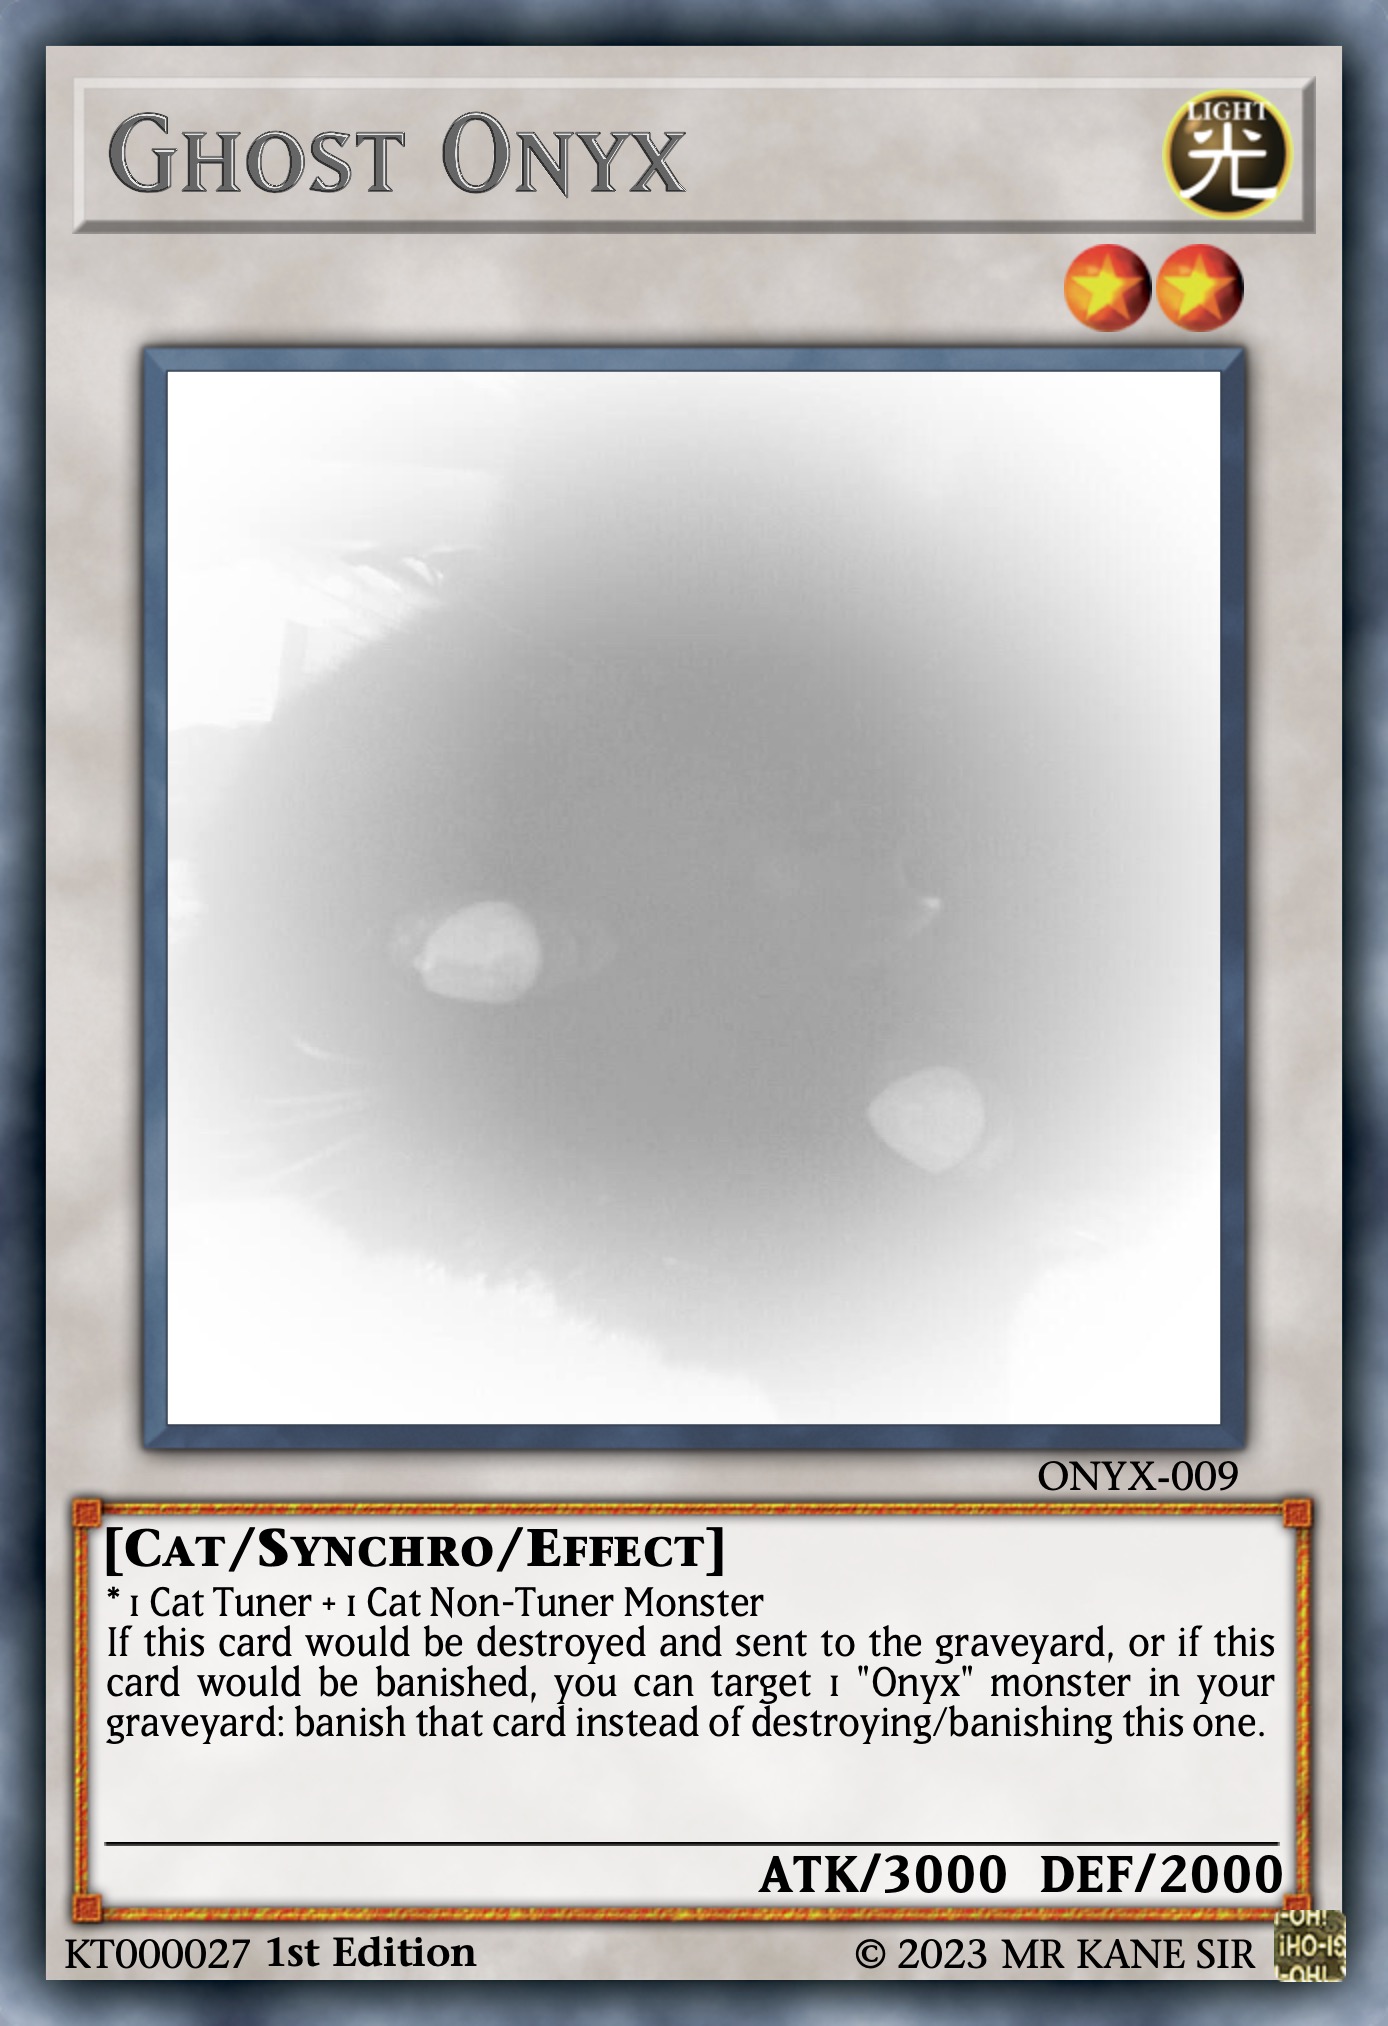 Ghost Onyx
LIGHT
光
ONYX-009
[Cat/Synchro/Effect]
* 1 Cat Tuner + 1 Cat Non-Tuner Monster
If this card would be destroyed and sent to the graveyard, or if this
card would be banished, you can target 1 "Onyx" monster in your
graveyard: banish that card instead of destroying/banishing this one.
ATK/3000 DEF/2000
KT000027 1st Edition
© 2023 MR KANE SIR